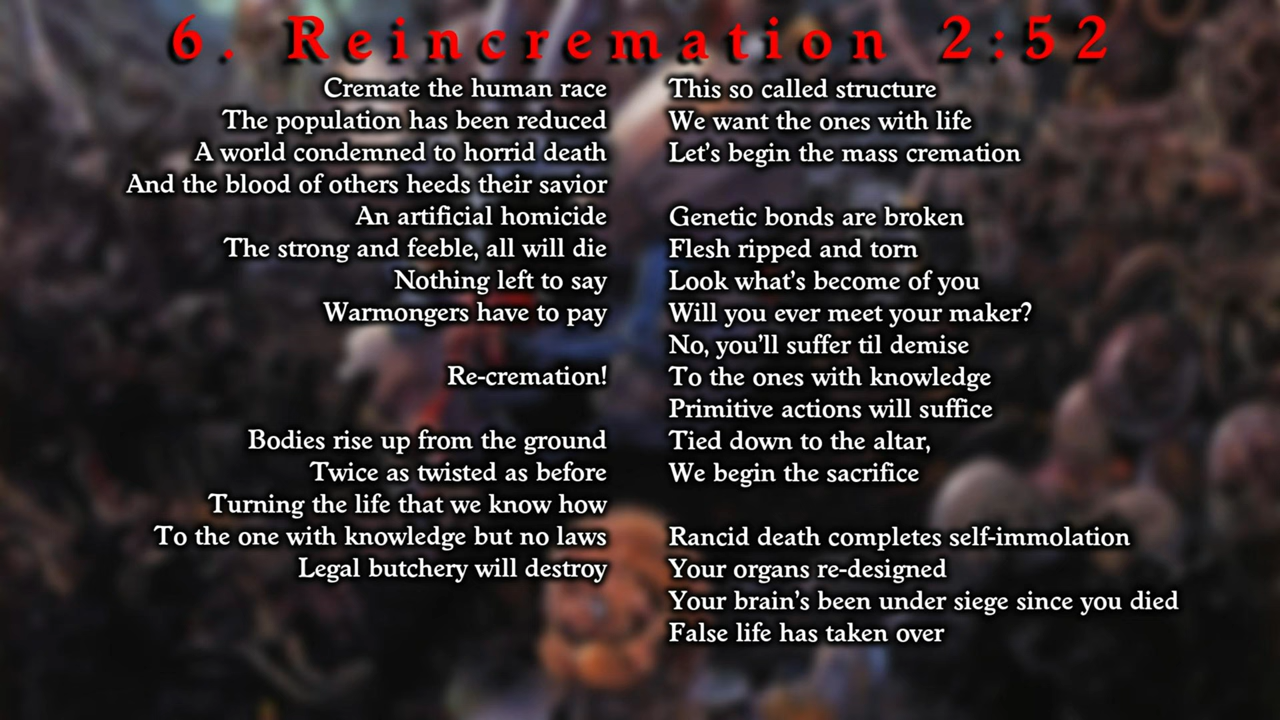 6. Reincremation 2:52
Cremate the human race
The population has been reduced
A world condemned to horrid death
And the blood of others heeds their savior
An artificial homicide
The strong and feeble, all will die
Nothing left to say
Warmongers have to pay
Re-cremation!
Bodies rise up from the ground
Twice as twisted as before
Turning the life that we know how
To the one with knowledge but no laws
Legal butchery will destroy
This so called structure
We want the ones with life
Let's begin the mass cremation
Genetic bonds are broken
Flesh ripped and torn
Look what's become of you
Will you ever meet your maker?
No, you'll suffer til demise
To the ones with knowledge
Primitive actions will suffice
Tied down to the altar,
We begin the sacrifice
Rancid death completes self-immolation
Your organs re-designed
Your brain's been under siege since you died
False life has taken over